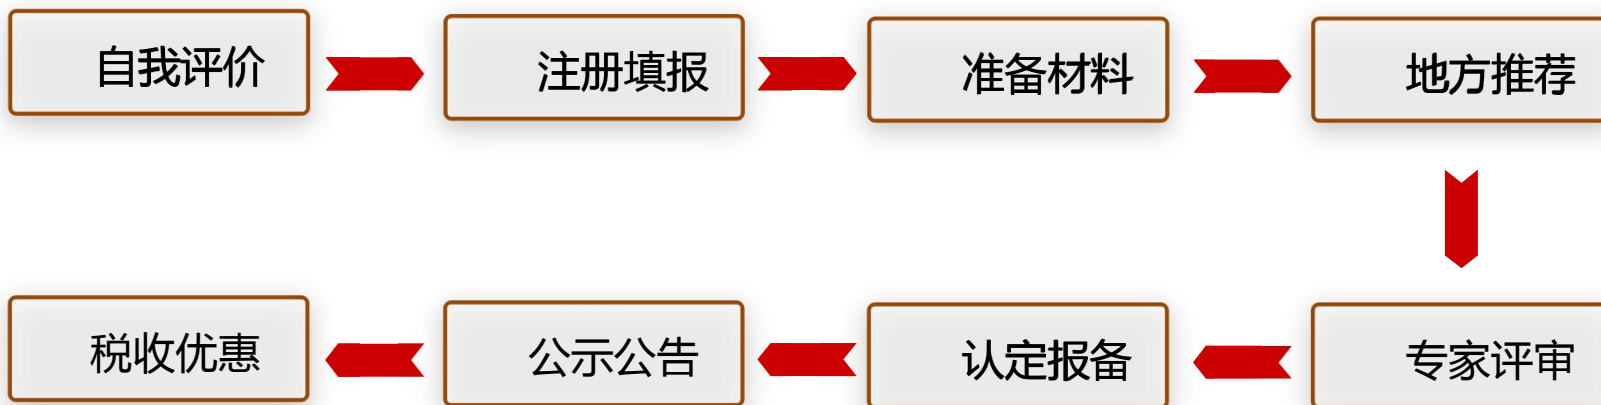 自我评价
注册填报
准备材料
地方推荐
专家评审
认定报备
公示公告
税收优惠